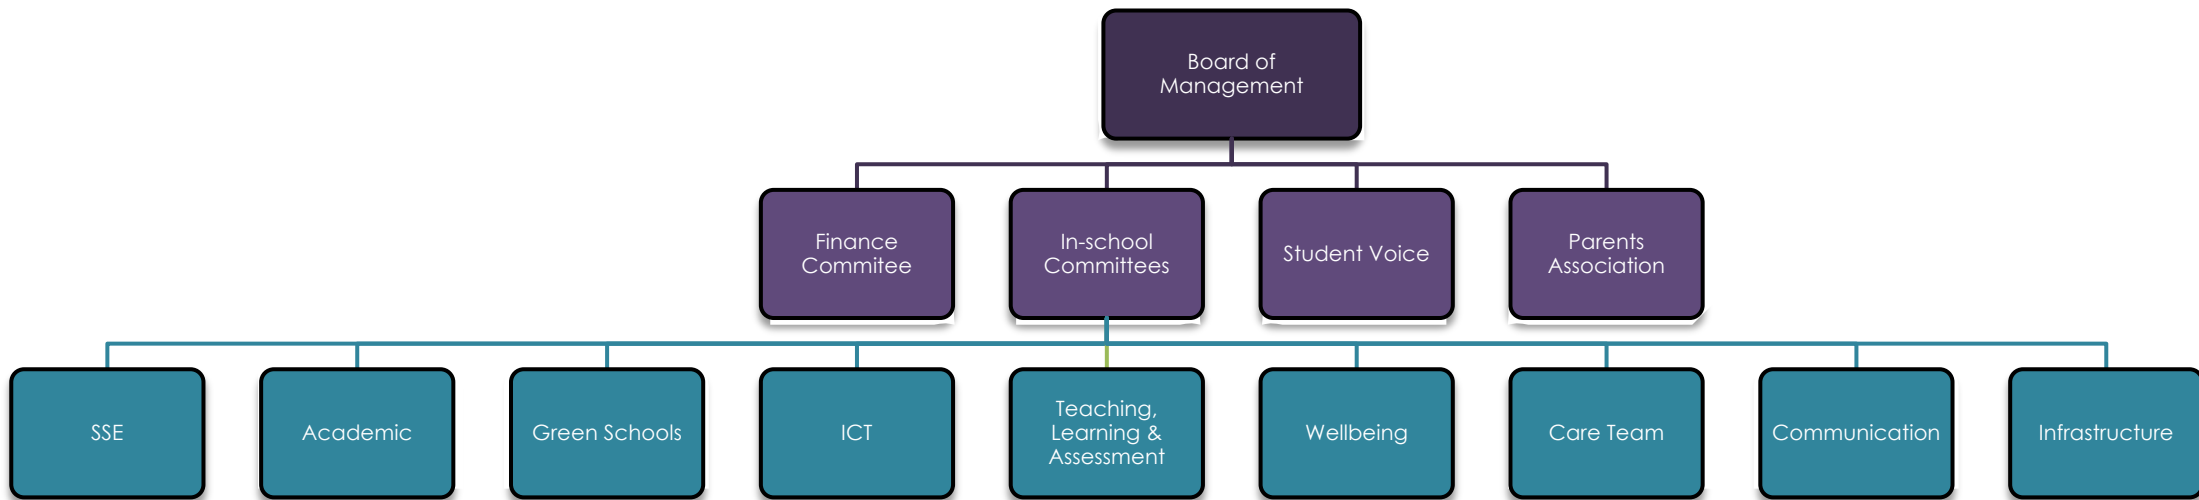 Board of
Management
Finance
Commitee
In-school
Committees
Student Voice
Parents
Association
SSE
Academic
Green Schools
ICT
Teaching,
Learning &
Assessment
Wellbeing
Care Team
Communication
Infrastructure